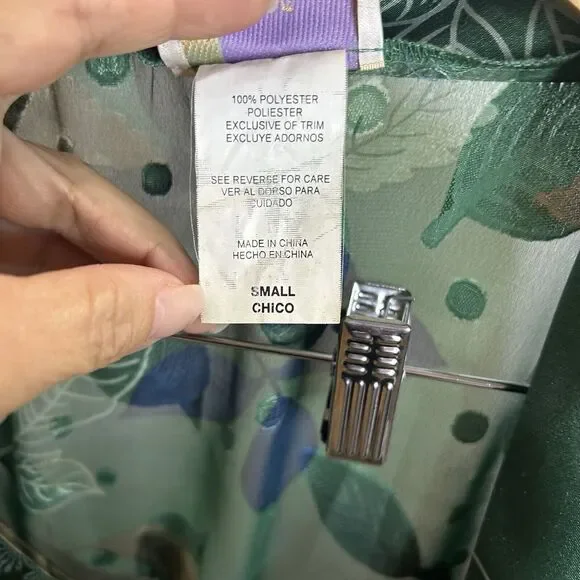 100% POLYESTER
POLIESTER
EXCLUSIVE OF TRIM
EXCLUYE ADORNOS
SEE REVERSE FOR CARE
VER AL DORSO PARA
CUIDADO
MADE IN CHINA
HECHO EN CHINA
SMALL
CHICO